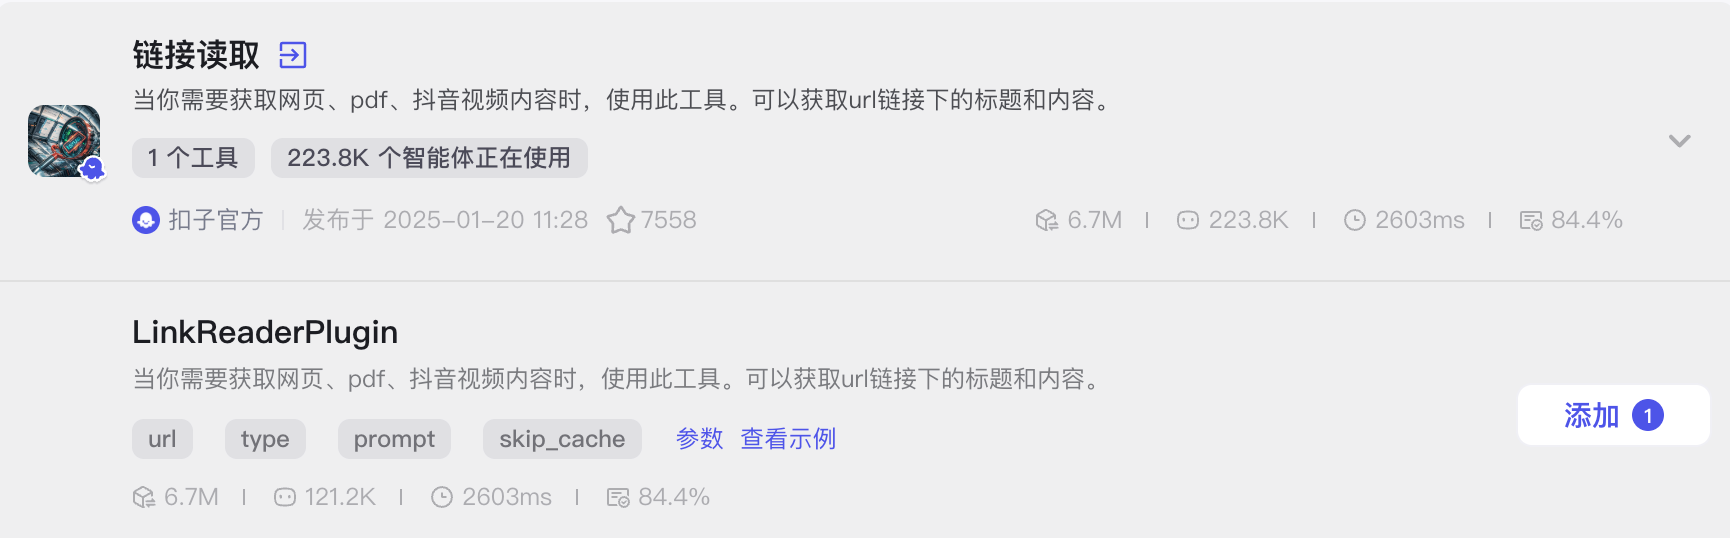 链接读取
当你需要获取网页、pdf、抖音视频内容时，使用此工具。可以获取url链接下的标题和内容。
1 个工具 223.8K 个智能体正在使用
扣子官方 发布于 2025-01-20 11:28 7558 6.7M 223.8K 2603ms 84.4%
LinkReaderPlugin
当你需要获取网页、pdf、抖音视频内容时，使用此工具。可以获取url链接下的标题和内容。
添加 1
url type prompt skip_cache 参数 查看示例
6.7M 121.2K 2603ms 84.4%